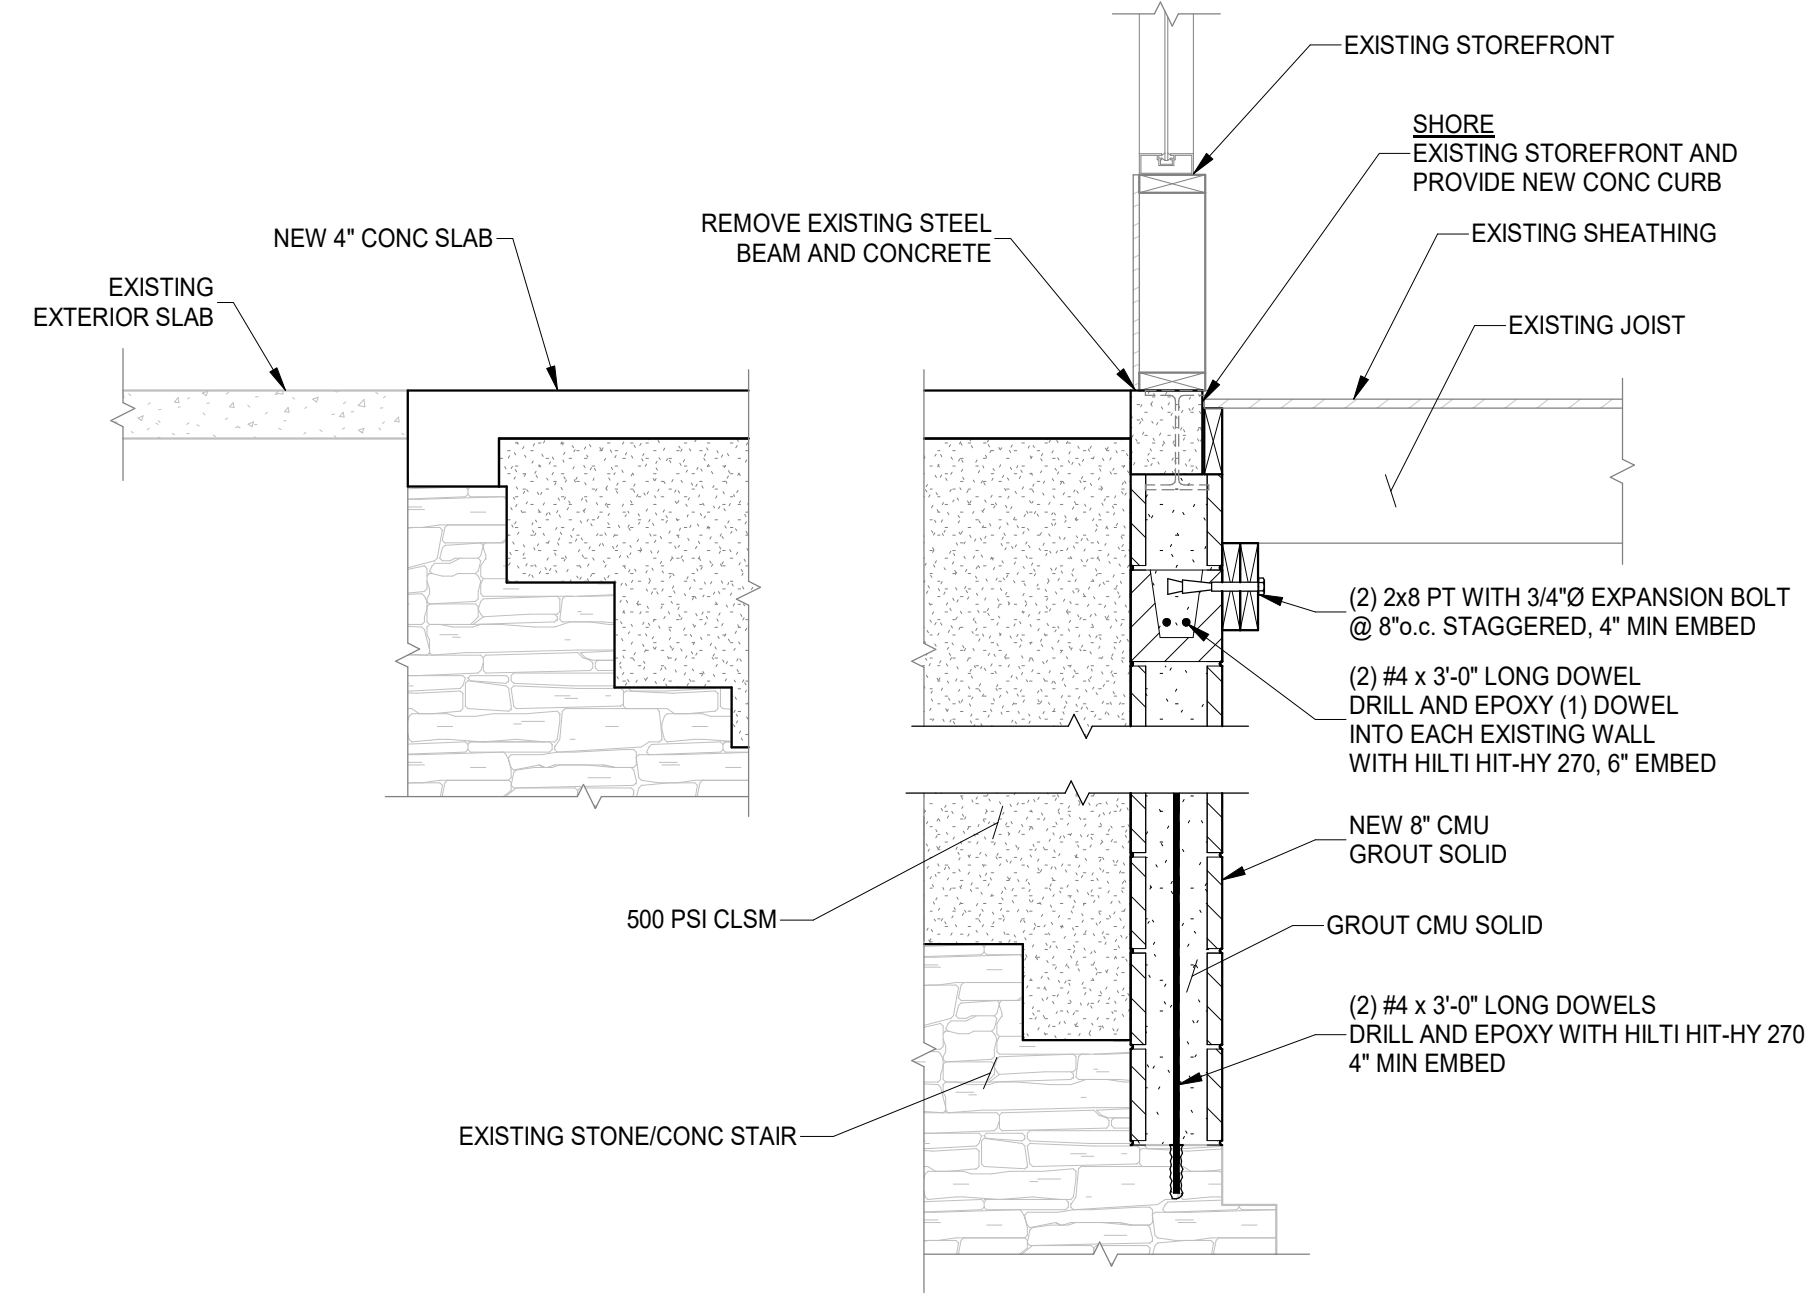 EXISTING STOREFRONT
SHORE
EXISTING STOREFRONT AND
PROVIDE NEW CONC CURB
REMOVE EXISTING STEEL
BEAM AND CONCRETE
NEW 4" CONC SLAB
EXISTING SHEATHING
EXISTING
EXTERIOR SLAB
EXISTING JOIST
(2) 2x8 PT WITH 3/4"Ø EXPANSION BOLT
@ 8"o.c. STAGGERED, 4" MIN EMBED
(2) #4 x 3'-0" LONG DOWEL
DRILL AND EPOXY (1) DOWEL
INTO EACH EXISTING WALL
WITH HILTI HIT-HY 270, 6" EMBED
NEW 8" CMU
GROUT SOLID
500 PSI CLSM
GROUT CMU SOLID
(2) #4 x 3'-0" LONG DOWELS
DRILL AND EPOXY WITH HILTI HIT-HY 270
4" MIN EMBED
EXISTING STONE/CONC STAIR